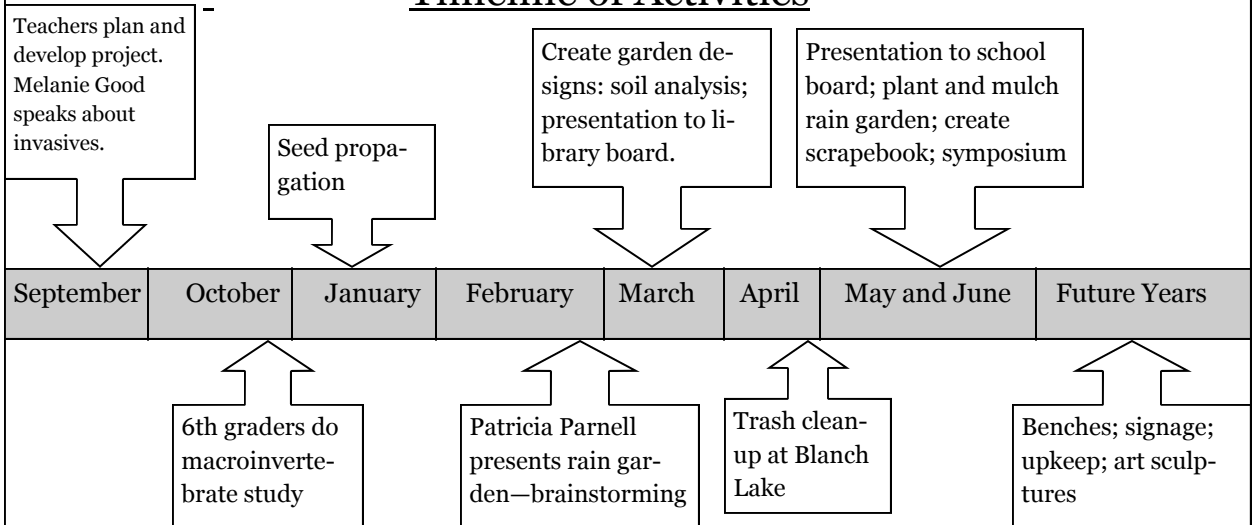 Timeline of Activities
Teachers plan and
develop project.
Melanie Good
speaks about
invasives.
Seed propa-
gation
Create garden de-
signs: soil analysis;
presentation to li-
brary board.
Presentation to school
board; plant and mulch
rain garden; create
scrapebook; symposium
September October January February March April May and June Future Years
6th graders do
macroinverte-
brate study
Patricia Parnell
presents rain gar-
den—brainstorming
Trash clean-
up at Blanch
Lake
Benches; signage;
upkeep; art sculp-
tures